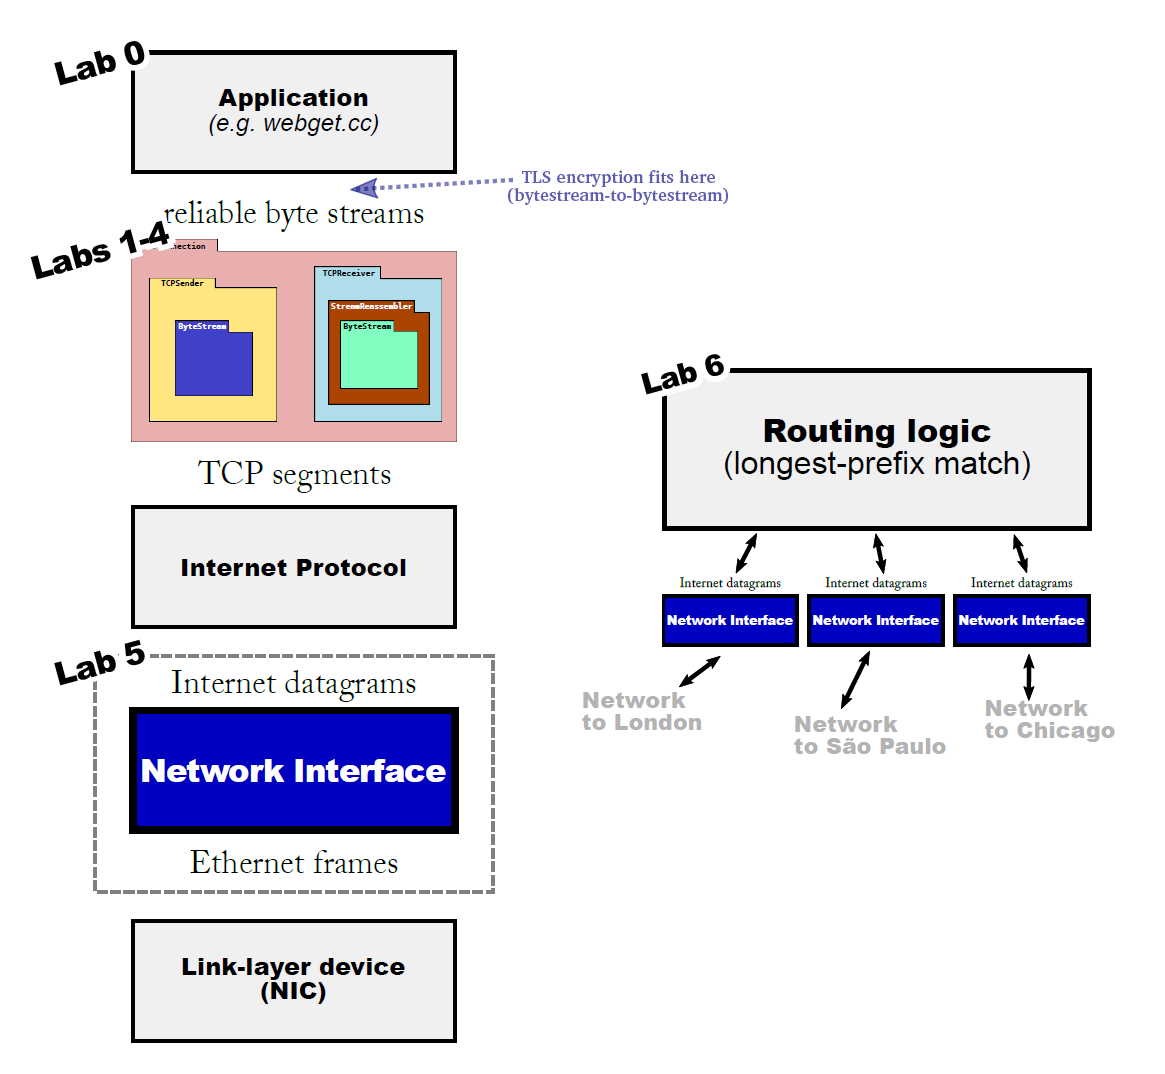 Lab 0
Application
(e.g. webget.cc)
TLS encryption fits here
(bytestream-to-bytestream)
reliable byte streams
Labs 1-4
nection
TCPSender
ByteStream
TCPReceiver
StreamReassembler
ByteStream
TCP segments
Internet Protocol
Lab 5
Internet datagrams
Network Interface
Ethernet frames
Link-layer device
(NIC)
Lab 6
Routing logic
(longest-prefix match)
Internet datagrams
Internet datagrams
Internet datagrams
Network Interface
Network Interface
Network Interface
Network
to London
Network
to São Paulo
Network
to Chicago